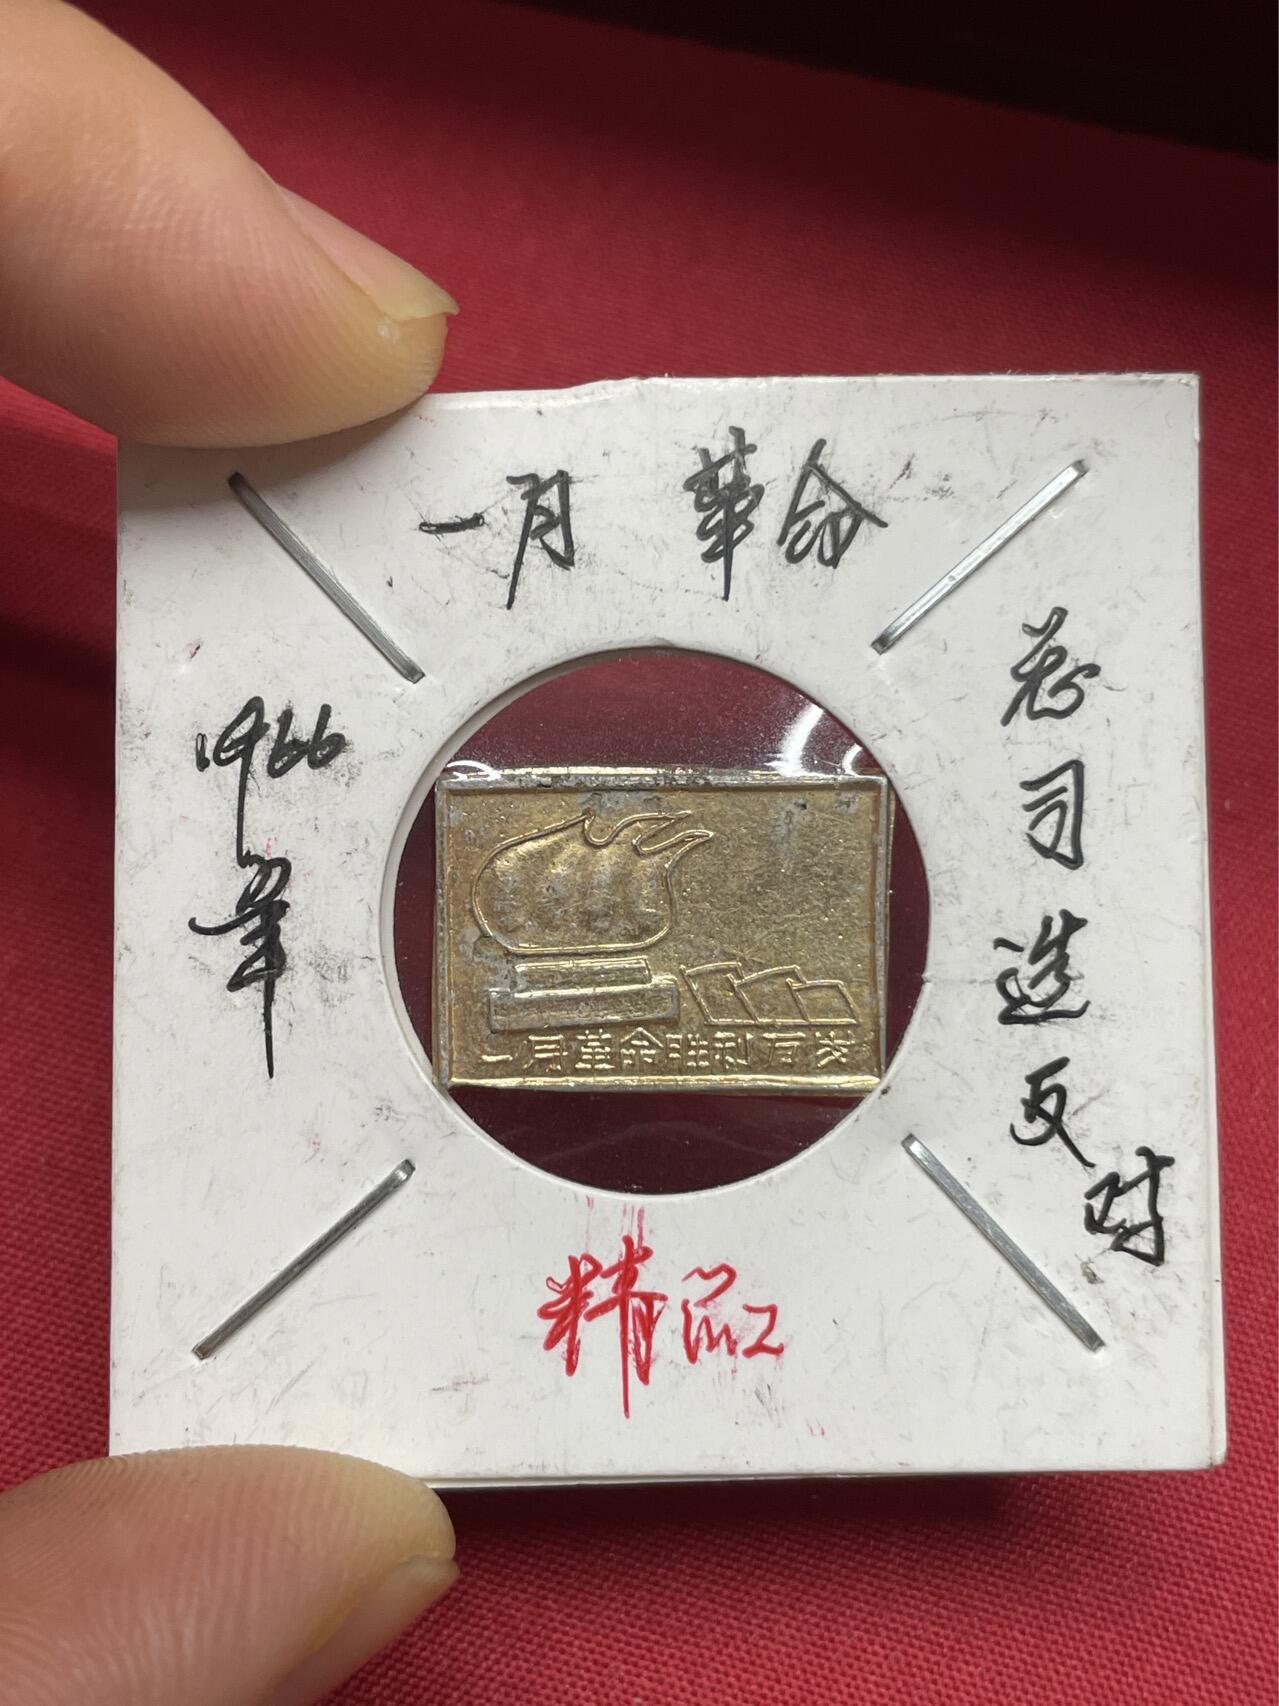 一月 革命
1966年
总司造反时
一月革命胜利万岁
精品